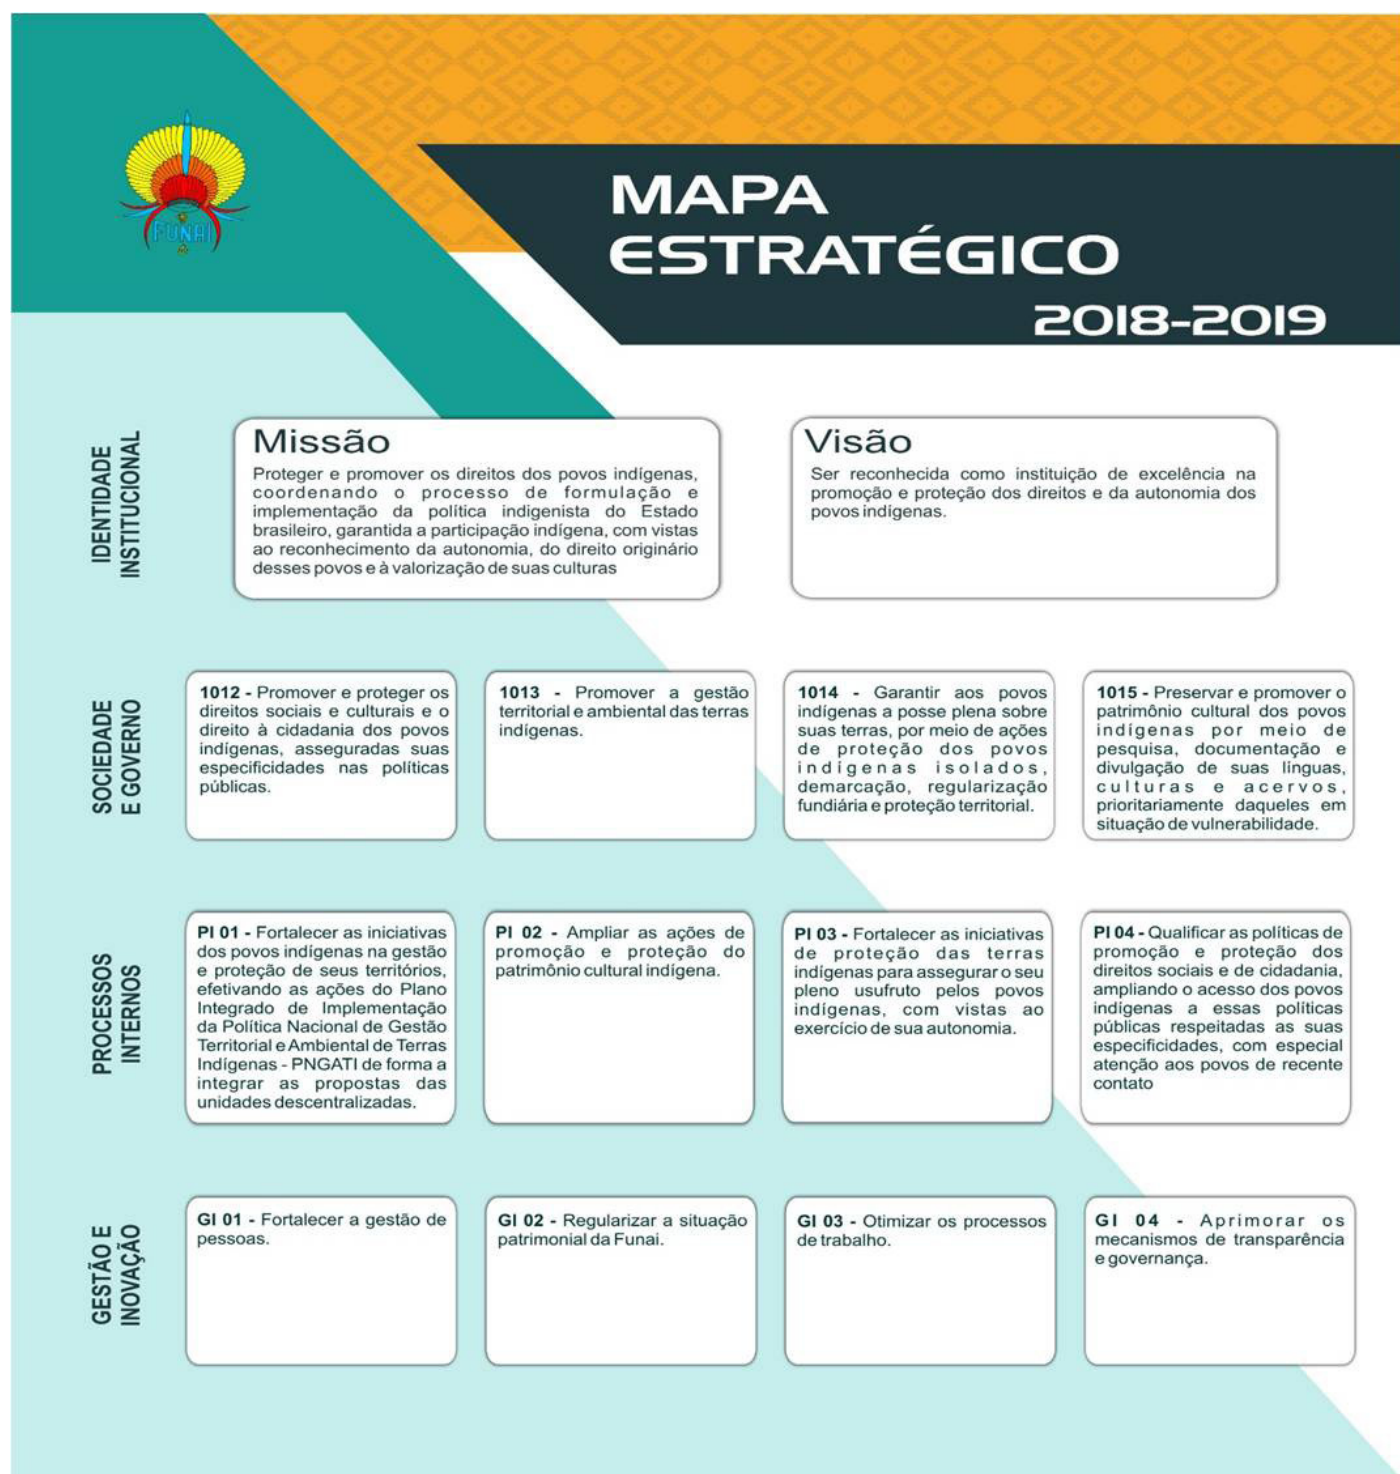 FUNAI
MAPA
ESTRATÉGICO
2018-2019
IDENTIDADE
INSTITUCIONAL
Missão
Proteger e promover os direitos dos povos indígenas,
coordenando o processo de formulação e
implementação da política indigenista do Estado
brasileiro, garantida a participação indígena, com vistas
ao reconhecimento da autonomia, do direito originário
desses povos e à valorização de suas culturas
Visão
Ser reconhecida como instituição de excelência na
promoção e proteção dos direitos e da autonomia dos
povos indígenas.
SOCIEDADE
E GOVERNO
1012 - Promover e proteger os
direitos sociais e culturais e o
direito à cidadania dos povos
indígenas, asseguradas suas
especificidades nas políticas
públicas.
1013 - Promover a gestão
territorial e ambiental das terras
indígenas.
1014 - Garantir aos povos
indígenas a posse plena sobre
suas terras, por meio de ações
de proteção dos povos
indígenas isolados,
demarcação, regularização
fundiária e proteção territorial.
1015 - Preservar e promover o
patrimônio cultural dos povos
indígenas por meio de
pesquisa, documentação e
divulgação de suas línguas,
culturas e acervos,
prioritariamente daqueles em
situação de vulnerabilidade.
PROCESSOS
INTERNOS
PI 01 - Fortalecer as iniciativas
dos povos indígenas na gestão
e proteção de seus territórios,
efetivando as ações do Plano
Integrado de Implementação
da Política Nacional de Gestão
Territorial e Ambiental de Terras
Indígenas - PNGATI de forma a
integrar as propostas das
unidades descentralizadas.
PI 02 - Ampliar as ações de
promoção e proteção do
patrimônio cultural indígena.
PI 03 - Fortalecer as iniciativas
de proteção das terras
indígenas para assegurar o seu
pleno usufruto pelos povos
indígenas, com vistas ao
exercício de sua autonomia.
PI 04 - Qualificar as políticas de
promoção e proteção dos
direitos sociais e de cidadania,
ampliando o acesso dos povos
indígenas a essas políticas
públicas respeitadas as suas
especificidades, com especial
atenção aos povos de recente
contato
GESTÃO E
INOVAÇÃO
GI 01 - Fortalecer a gestão de
pessoas.
GI 02 - Regularizar a situação
patrimonial da Funai.
GI 03 - Otimizar os processos
de trabalho.
GI 04 - Aprimorar os
mecanismos de transparência
e governança.